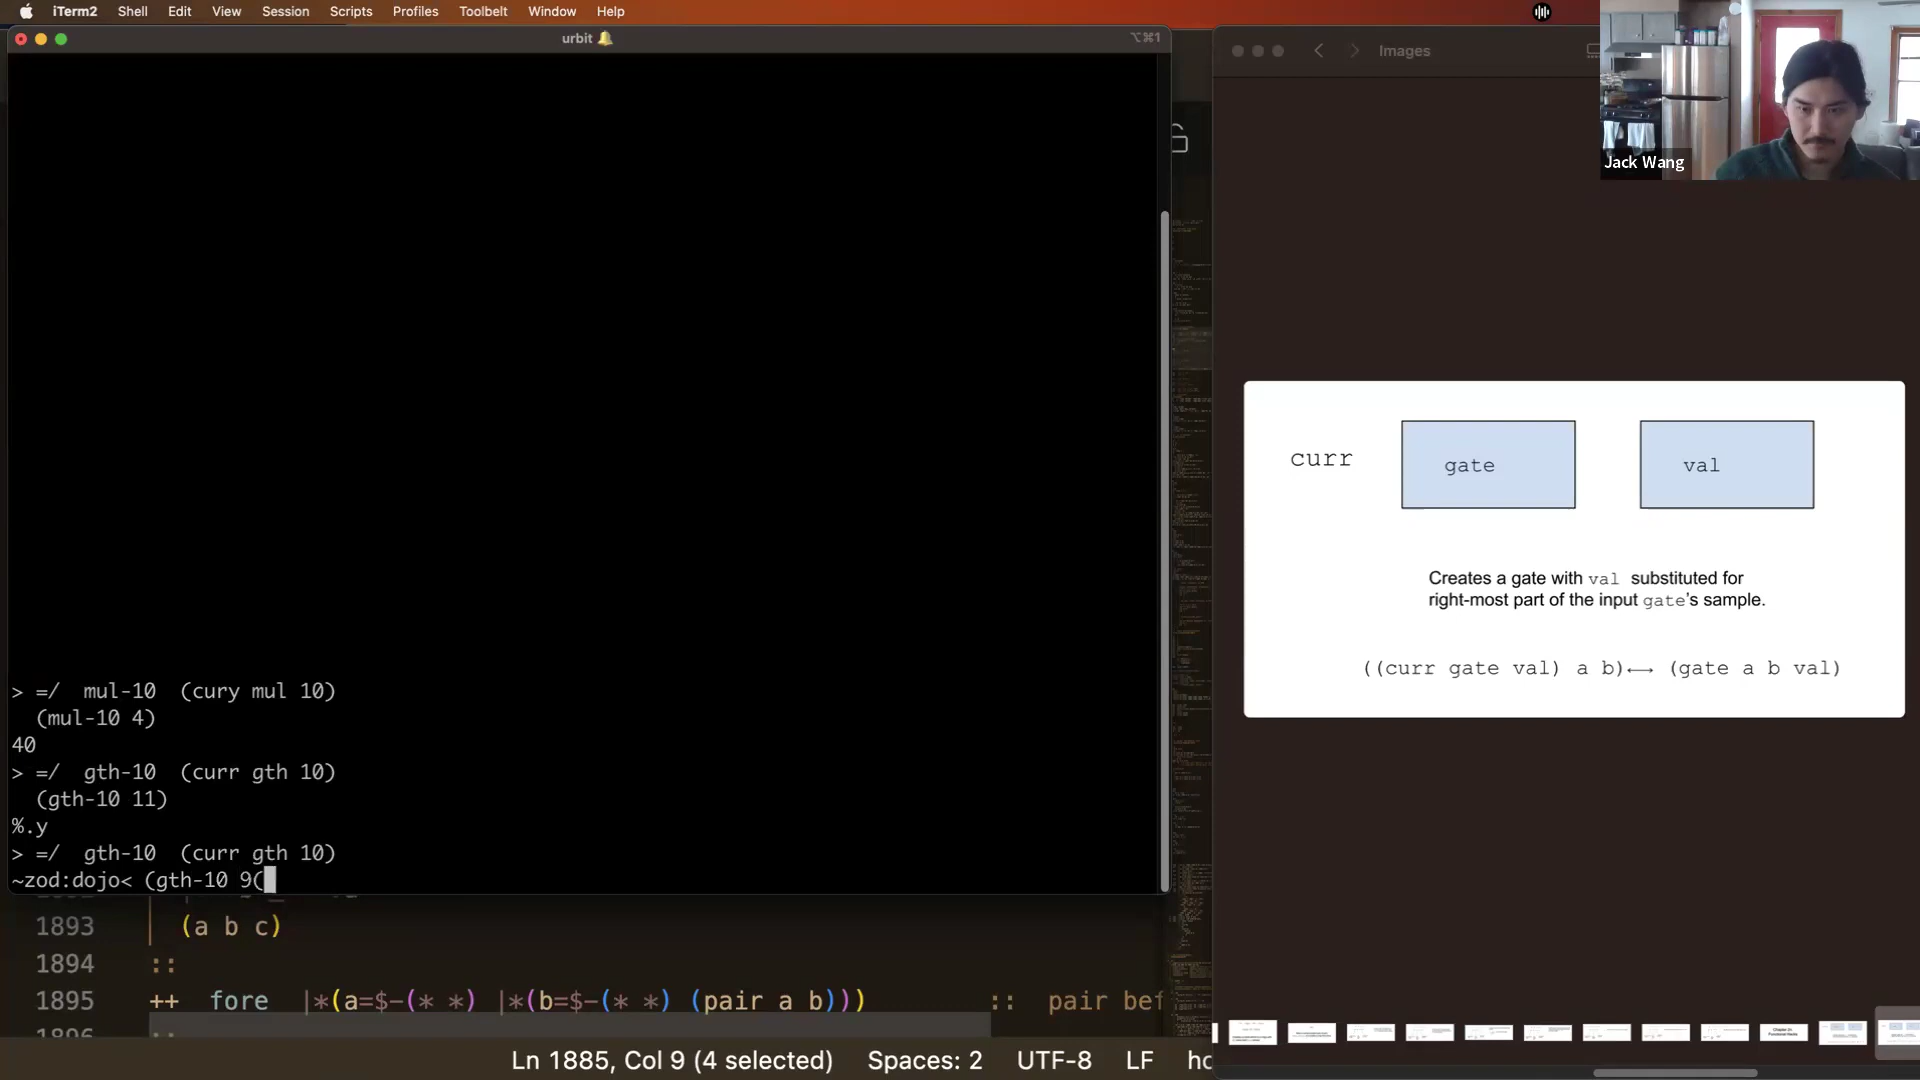 iTerm2 Shell Edit View Session Scripts Profiles Toolbelt Window Help
urbit
⌥⌘1
Images
Jack Wang
> =/  mul-10  (cury mul 10)
(mul-10 4)
40
> =/  gth-10  (curr gth 10)
(gth-10 11)
%.y
> =/  gth-10  (curr gth 10)
~zod:dojo< (gth-10 9(
1893 (a b c)
1894 ::
1895 ++  fore  |*(a=$-(* *) |*(b=$-(* *) (pair a b))) :: pair bef
1896 ::
Ln 1885, Col 9 (4 selected) Spaces: 2 UTF-8 LF ho
curr gate val
Creates a gate with val substituted for
right-most part of the input gate's sample.
((curr gate val) a b)⟷ (gate a b val)